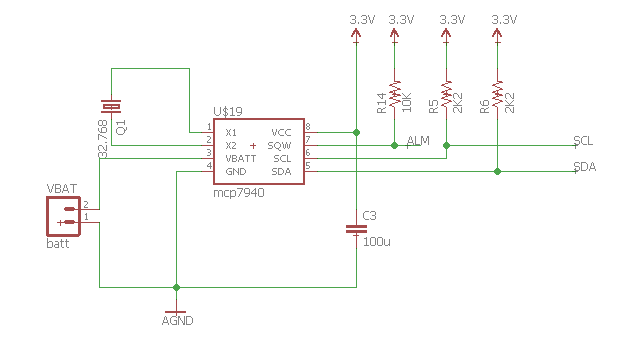 3.3V 3.3V 3.3V 3.3V
R14 10K R5 2K2 R6 2K2
32.768 Q1
U$19
1 X1 VCC 8
2 X2 SQW 7 ALM
3 VBATT SCL 6 SCL
4 GND SDA 5 SDA
mcp7940
VBAT
2
1
batt
C3
100u
AGND